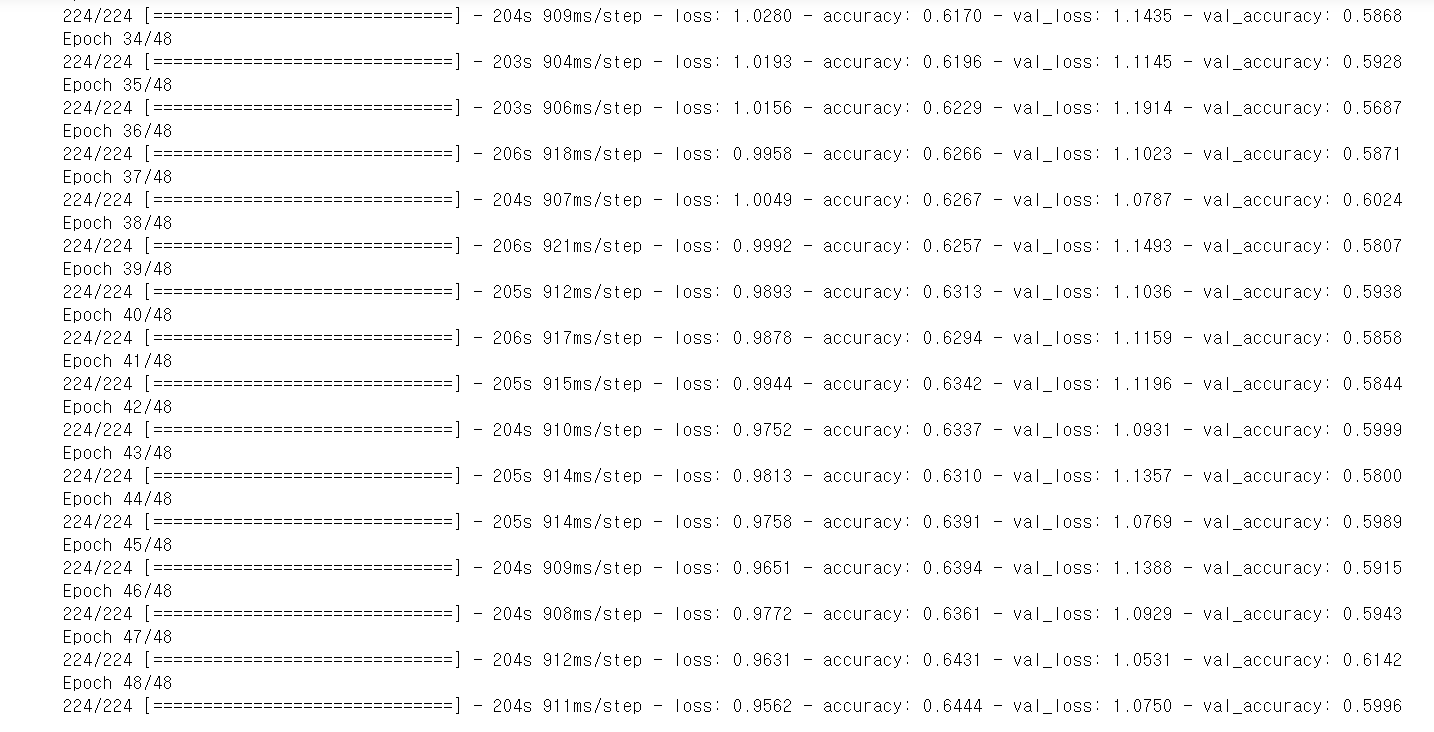 224/224 [==============================] - 204s 909ms/step - loss: 1.0280 - accuracy: 0.6170 - val_loss: 1.1435 - val_accuracy: 0.5868
Epoch 34/48
224/224 [==============================] - 203s 904ms/step - loss: 1.0193 - accuracy: 0.6196 - val_loss: 1.1145 - val_accuracy: 0.5928
Epoch 35/48
224/224 [==============================] - 203s 906ms/step - loss: 1.0156 - accuracy: 0.6229 - val_loss: 1.1914 - val_accuracy: 0.5687
Epoch 36/48
224/224 [==============================] - 206s 918ms/step - loss: 0.9958 - accuracy: 0.6266 - val_loss: 1.1023 - val_accuracy: 0.5871
Epoch 37/48
224/224 [==============================] - 204s 907ms/step - loss: 1.0049 - accuracy: 0.6267 - val_loss: 1.0787 - val_accuracy: 0.6024
Epoch 38/48
224/224 [==============================] - 206s 921ms/step - loss: 0.9992 - accuracy: 0.6257 - val_loss: 1.1493 - val_accuracy: 0.5807
Epoch 39/48
224/224 [==============================] - 205s 912ms/step - loss: 0.9893 - accuracy: 0.6313 - val_loss: 1.1036 - val_accuracy: 0.5938
Epoch 40/48
224/224 [==============================] - 206s 917ms/step - loss: 0.9878 - accuracy: 0.6294 - val_loss: 1.1159 - val_accuracy: 0.5858
Epoch 41/48
224/224 [==============================] - 205s 915ms/step - loss: 0.9944 - accuracy: 0.6342 - val_loss: 1.1196 - val_accuracy: 0.5844
Epoch 42/48
224/224 [==============================] - 204s 910ms/step - loss: 0.9752 - accuracy: 0.6337 - val_loss: 1.0931 - val_accuracy: 0.5999
Epoch 43/48
224/224 [==============================] - 205s 914ms/step - loss: 0.9813 - accuracy: 0.6310 - val_loss: 1.1357 - val_accuracy: 0.5800
Epoch 44/48
224/224 [==============================] - 205s 914ms/step - loss: 0.9758 - accuracy: 0.6391 - val_loss: 1.0769 - val_accuracy: 0.5989
Epoch 45/48
224/224 [==============================] - 204s 909ms/step - loss: 0.9651 - accuracy: 0.6394 - val_loss: 1.1388 - val_accuracy: 0.5915
Epoch 46/48
224/224 [==============================] - 204s 908ms/step - loss: 0.9772 - accuracy: 0.6361 - val_loss: 1.0929 - val_accuracy: 0.5943
Epoch 47/48
224/224 [==============================] - 204s 912ms/step - loss: 0.9631 - accuracy: 0.6431 - val_loss: 1.0531 - val_accuracy: 0.6142
Epoch 48/48
224/224 [==============================] - 204s 911ms/step - loss: 0.9562 - accuracy: 0.6444 - val_loss: 1.0750 - val_accuracy: 0.5996